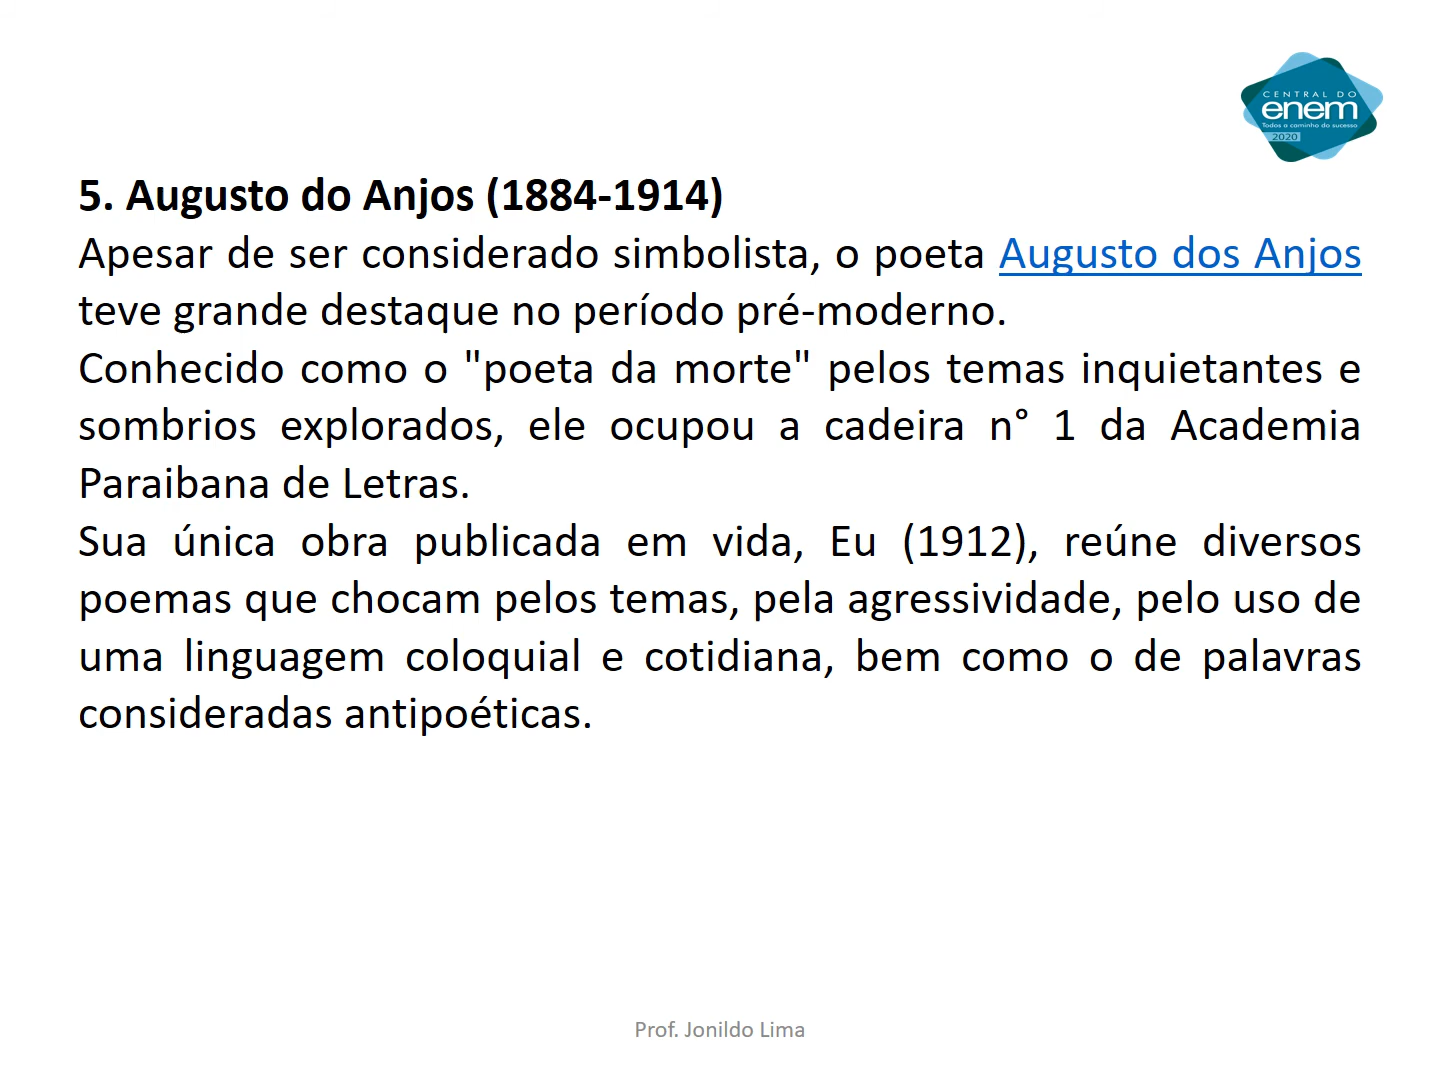 CENTRAL DO
enem
Todos o caminho do sucesso
2020
5. Augusto do Anjos (1884-1914)
Apesar de ser considerado simbolista, o poeta Augusto dos Anjos
teve grande destaque no período pré-moderno.
Conhecido como o "poeta da morte" pelos temas inquietantes e
sombrios explorados, ele ocupou a cadeira n° 1 da Academia
Paraibana de Letras.
Sua única obra publicada em vida, Eu (1912), reúne diversos
poemas que chocam pelos temas, pela agressividade, pelo uso de
uma linguagem coloquial e cotidiana, bem como o de palavras
consideradas antipoéticas.
Prof. Jonildo Lima